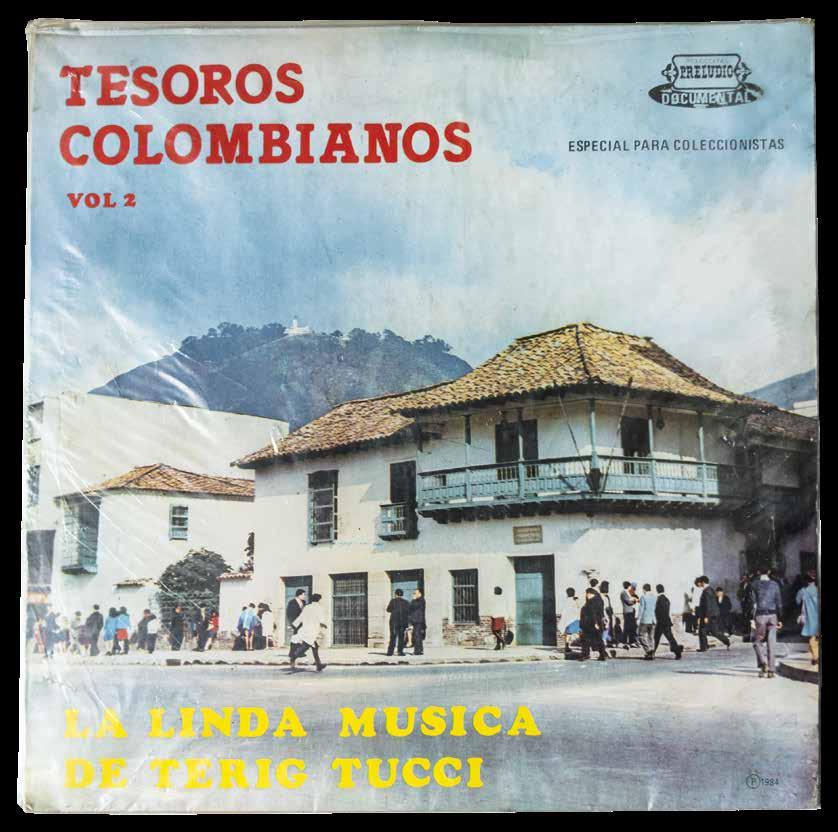 TESOROS
COLOMBIANOS
VOL 2
PRELUDIO
DOCUMENTAL
ESPECIAL PARA COLECCIONISTAS
LA LINDA MUSICA
DE TERIG TUCCI
℗1984